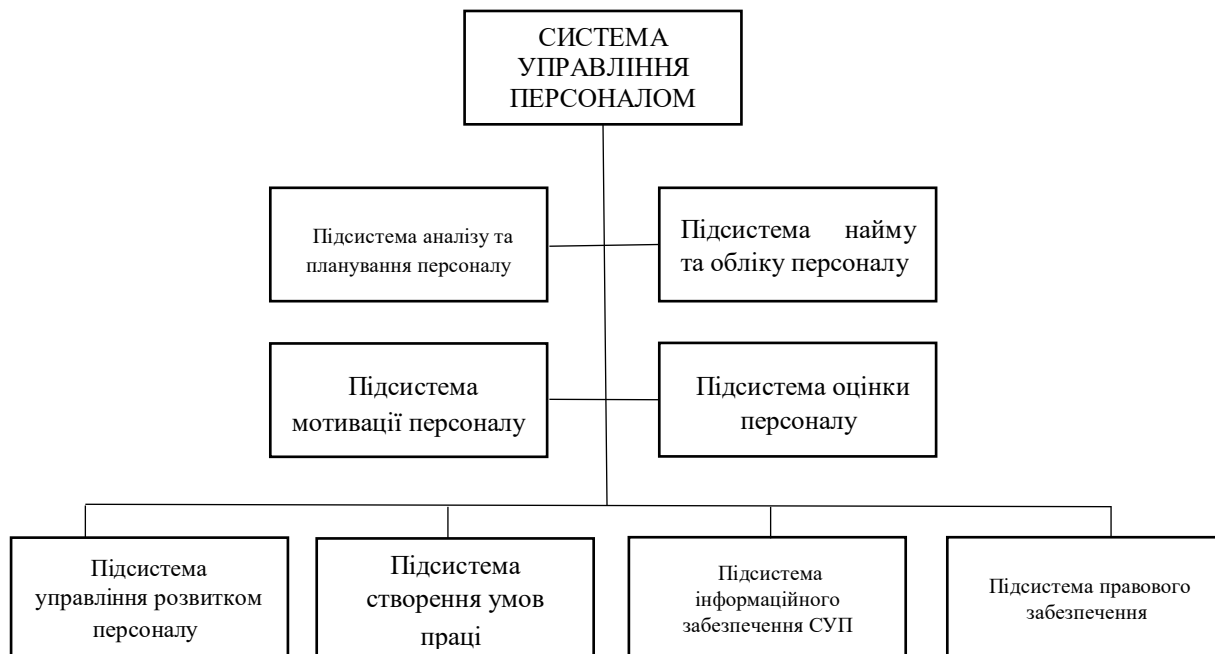 СИСТЕМА
УПРАВЛІННЯ
ПЕРСОНАЛОМ
Підсистема аналізу та
планування персоналу
Підсистема найму
та обліку персоналу
Підсистема
мотивації персоналу
Підсистема оцінки
персоналу
Підсистема
управління розвитком
персоналу
Підсистема
створення умов
праці
Підсистема
інформаційного
забезпечення СУП
Підсистема правового
забезпечення